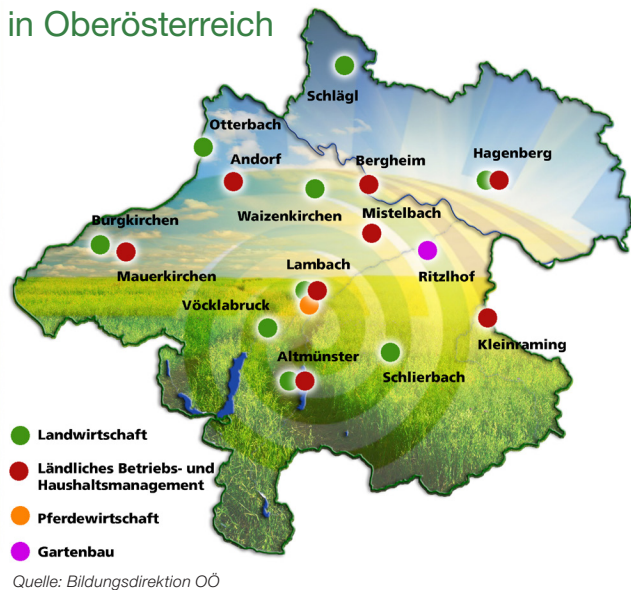 in Oberösterreich
Schlägl
Otterbach
Andorf
Bergheim
Hagenberg
Waizenkirchen
Mistelbach
Burgkirchen
Mauerkirchen
Lambach
Ritzlhof
Vöcklabruck
Kleinraming
Altmünster
Schlierbach
Landwirtschaft
Ländliches Betriebs- und
Haushaltsmanagement
Pferdewirtschaft
Gartenbau
Quelle: Bildungsdirektion OÖ